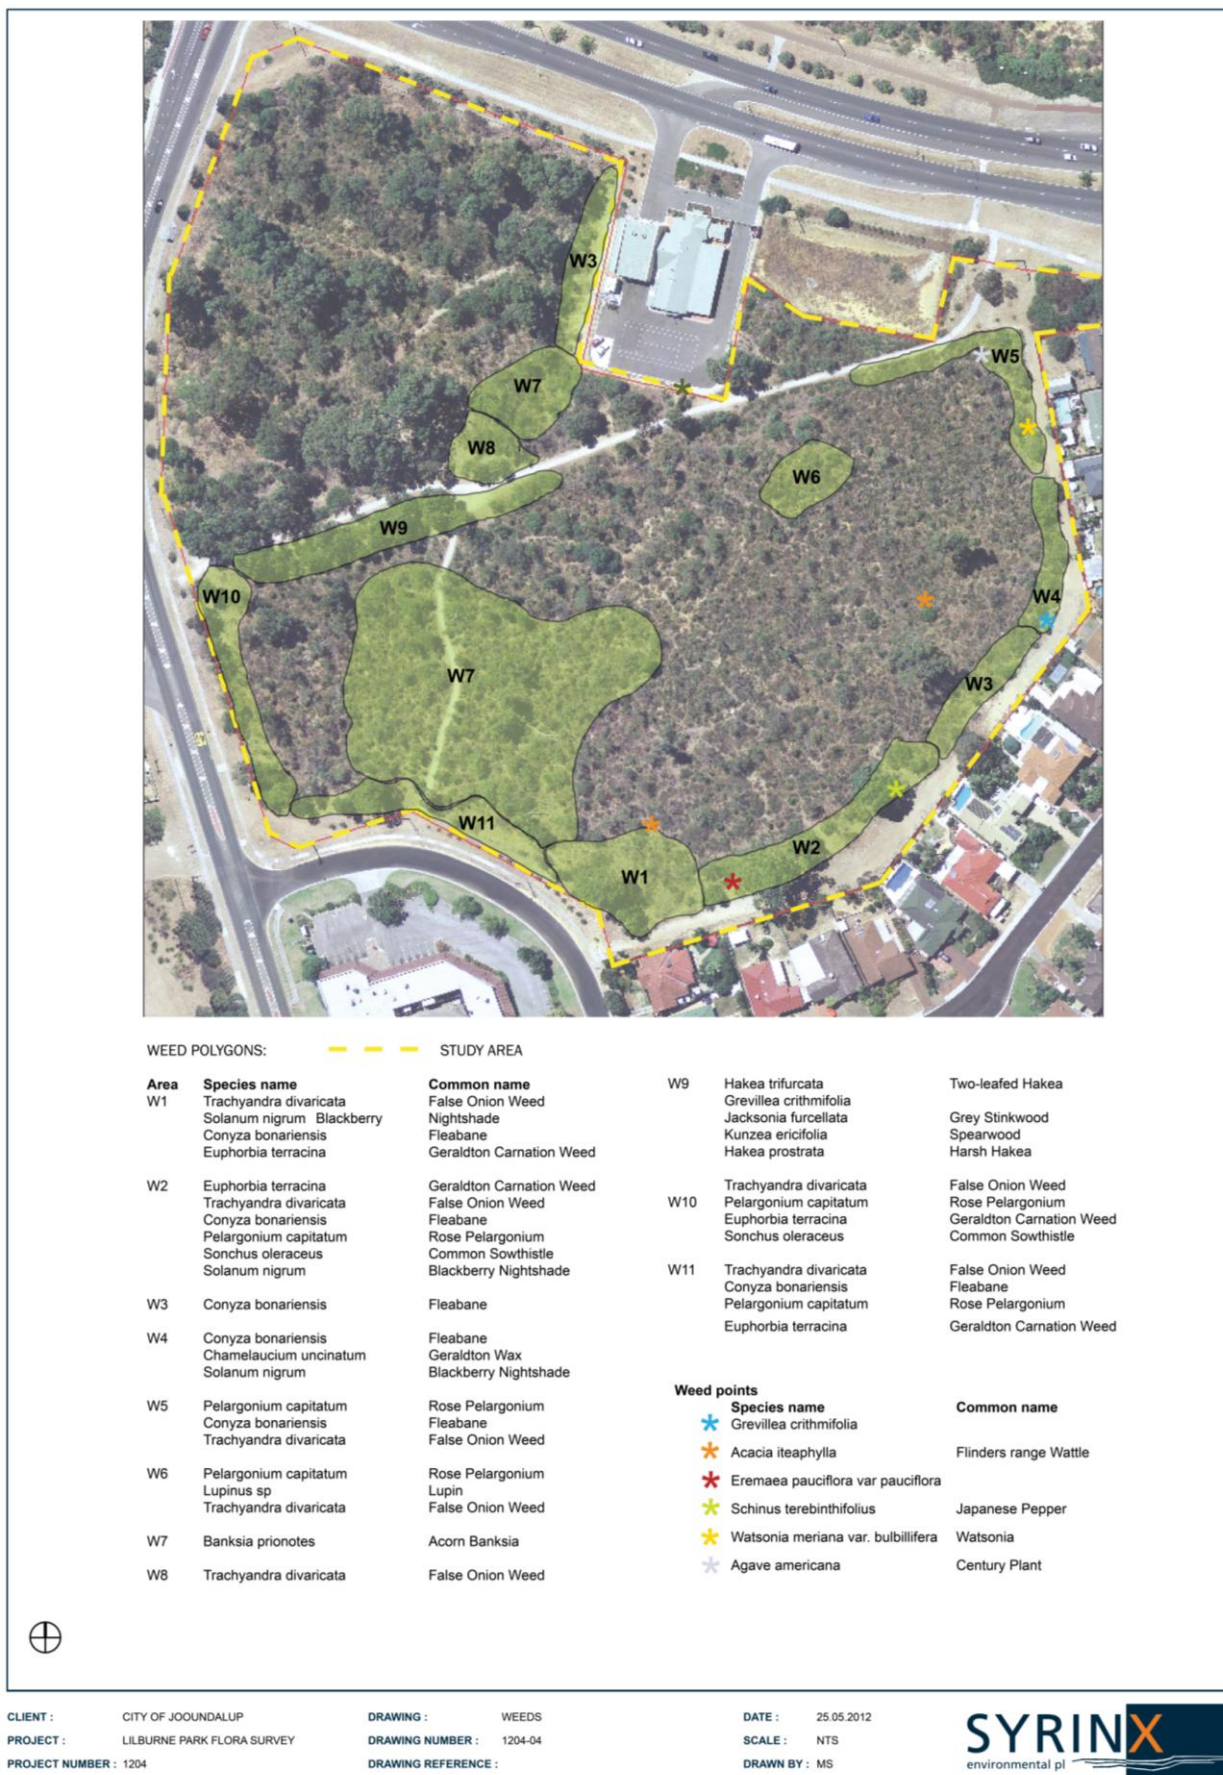 W3
W7
W5
W8
W6
W9
W10
W4
W7
W3
W11
W2
W1
WEED POLYGONS: STUDY AREA
Area Species name Common name
W1 Trachyandra divaricata False Onion Weed
Solanum nigrum Blackberry Nightshade
Conyza bonariensis Fleabane
Euphorbia terracina Geraldton Carnation Weed
W2 Euphorbia terracina Geraldton Carnation Weed
Trachyandra divaricata False Onion Weed
Conyza bonariensis Fleabane
Pelargonium capitatum Rose Pelargonium
Sonchus oleraceus Common Sowthistle
Solanum nigrum Blackberry Nightshade
W3 Conyza bonariensis Fleabane
W4 Conyza bonariensis Fleabane
Chamelaucium uncinatum Geraldton Wax
Solanum nigrum Blackberry Nightshade
W5 Pelargonium capitatum Rose Pelargonium
Conyza bonariensis Fleabane
Trachyandra divaricata False Onion Weed
W6 Pelargonium capitatum Rose Pelargonium
Lupinus sp Lupin
Trachyandra divaricata False Onion Weed
W7 Banksia prionotes Acorn Banksia
W8 Trachyandra divaricata False Onion Weed
W9 Hakea trifurcata Two-leafed Hakea
Grevillea crithmifolia
Jacksonia furcellata Grey Stinkwood
Kunzea ericifolia Spearwood
Hakea prostrata Harsh Hakea
Trachyandra divaricata False Onion Weed
W10 Pelargonium capitatum Rose Pelargonium
Euphorbia terracina Geraldton Carnation Weed
Sonchus oleraceus Common Sowthistle
W11 Trachyandra divaricata False Onion Weed
Conyza bonariensis Fleabane
Pelargonium capitatum Rose Pelargonium
Euphorbia terracina Geraldton Carnation Weed
Weed points
Species name Common name
Grevillea crithmifolia
Acacia iteaphylla Flinders range Wattle
Eremaea pauciflora var pauciflora
Schinus terebinthifolius Japanese Pepper
Watsonia meriana var. bulbillifera Watsonia
Agave americana Century Plant
CLIENT : CITY OF JOOUNDALUP
PROJECT : LILBURNE PARK FLORA SURVEY
PROJECT NUMBER : 1204
DRAWING : WEEDS
DRAWING NUMBER : 1204-04
DRAWING REFERENCE :
DATE : 25.05.2012
SCALE : NTS
DRAWN BY : MS
SYRINX
environmental pl